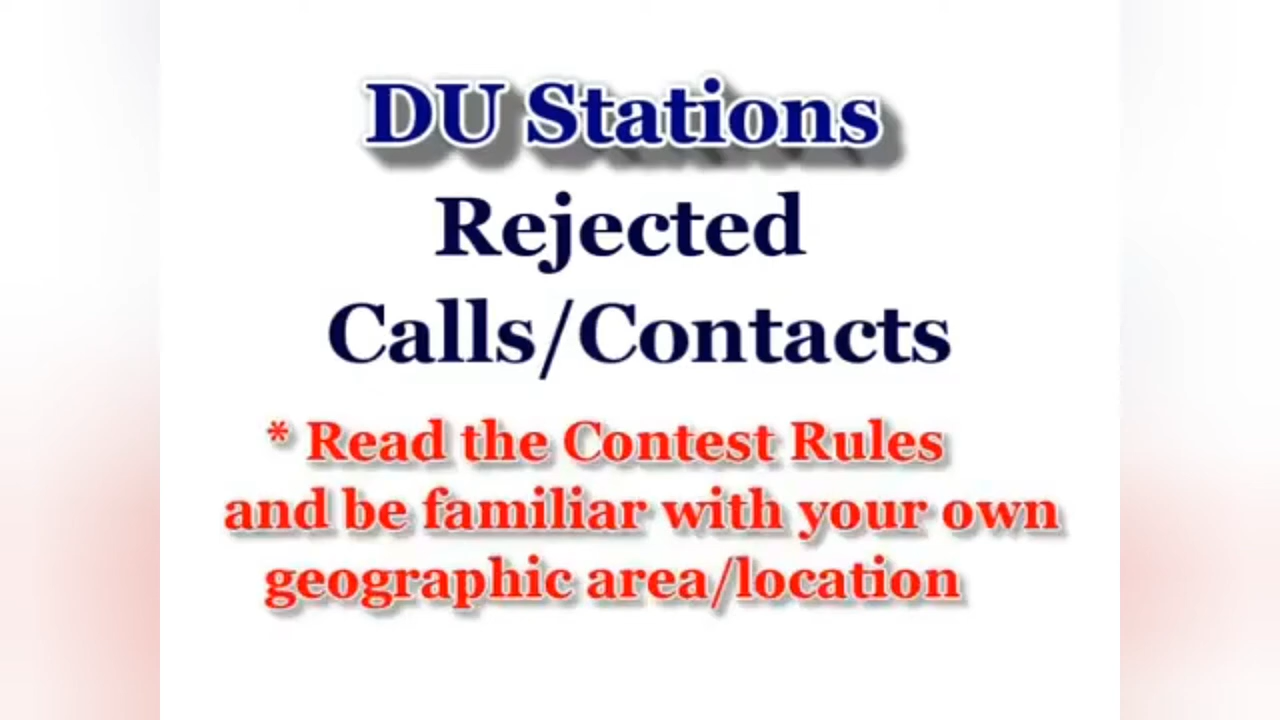 DU Stations
Rejected
Calls/Contacts
* Read the Contest Rules
and be familiar with your own
geographic area/location